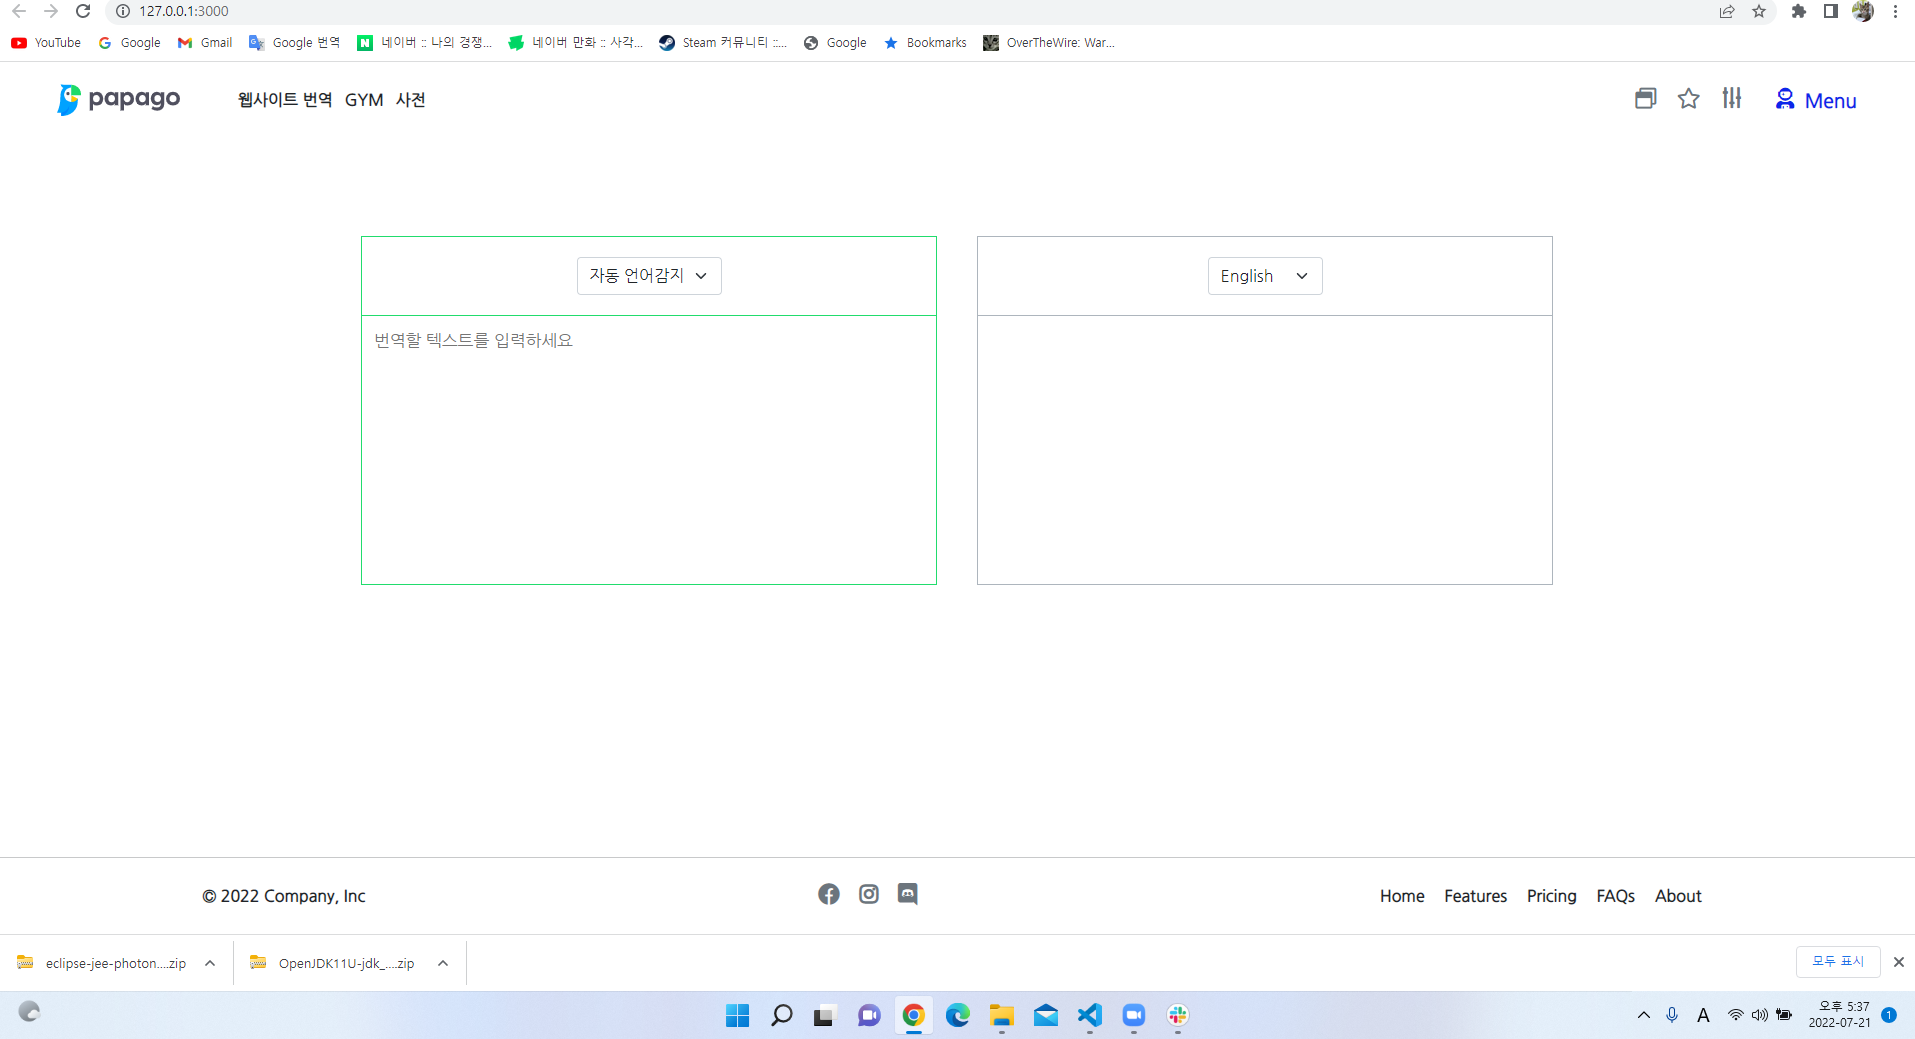 127.0.0.1:3000
YouTube Google Gmail Google 번역 네이버 :: 나의 경쟁... 네이버 만화 :: 사각... Steam 커뮤니티 ::... Google Bookmarks OverTheWire: War...
papago 웹사이트 번역 GYM 사전 Menu
자동 언어감지 English
번역할 텍스트를 입력하세요
© 2022 Company, Inc Home Features Pricing FAQs About
eclipse-jee-photon....zip OpenJDK11U-jdk_....zip 모두 표시
A 오후 5:37
2022-07-21 1